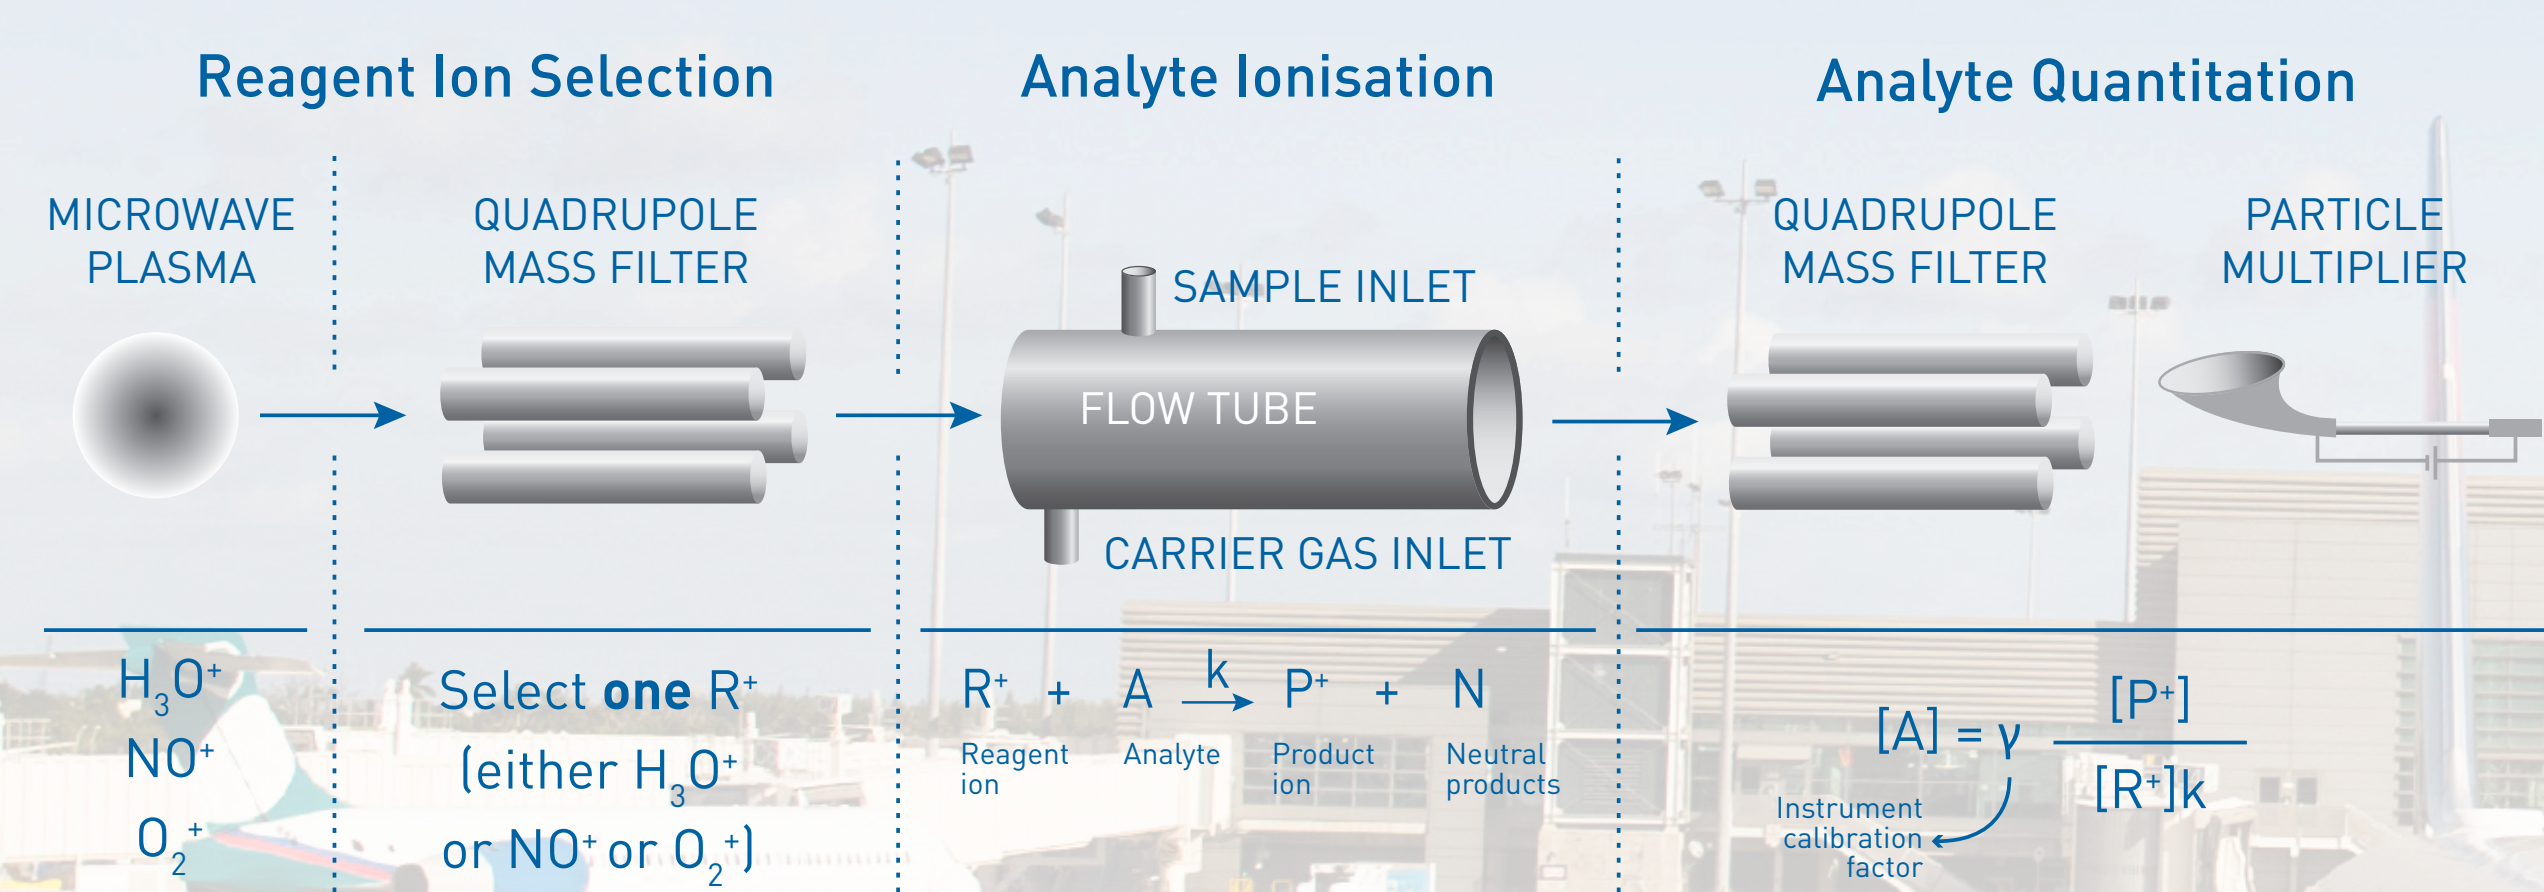 Reagent Ion Selection
MICROWAVE
PLASMA
QUADRUPOLE
MASS FILTER
H₃O⁺
NO⁺
O₂⁺
Select one R⁺
(either H₃O⁺
or NO⁺ or O₂⁺)
Analyte Ionisation
SAMPLE INLET
FLOW TUBE
CARRIER GAS INLET
R⁺ + A k → P⁺ + N
Reagent
ion
Analyte
Product
ion
Neutral
products
Analyte Quantitation
QUADRUPOLE
MASS FILTER
PARTICLE
MULTIPLIER
[A] = γ [P⁺]
[R⁺]k
Instrument
calibration
factor